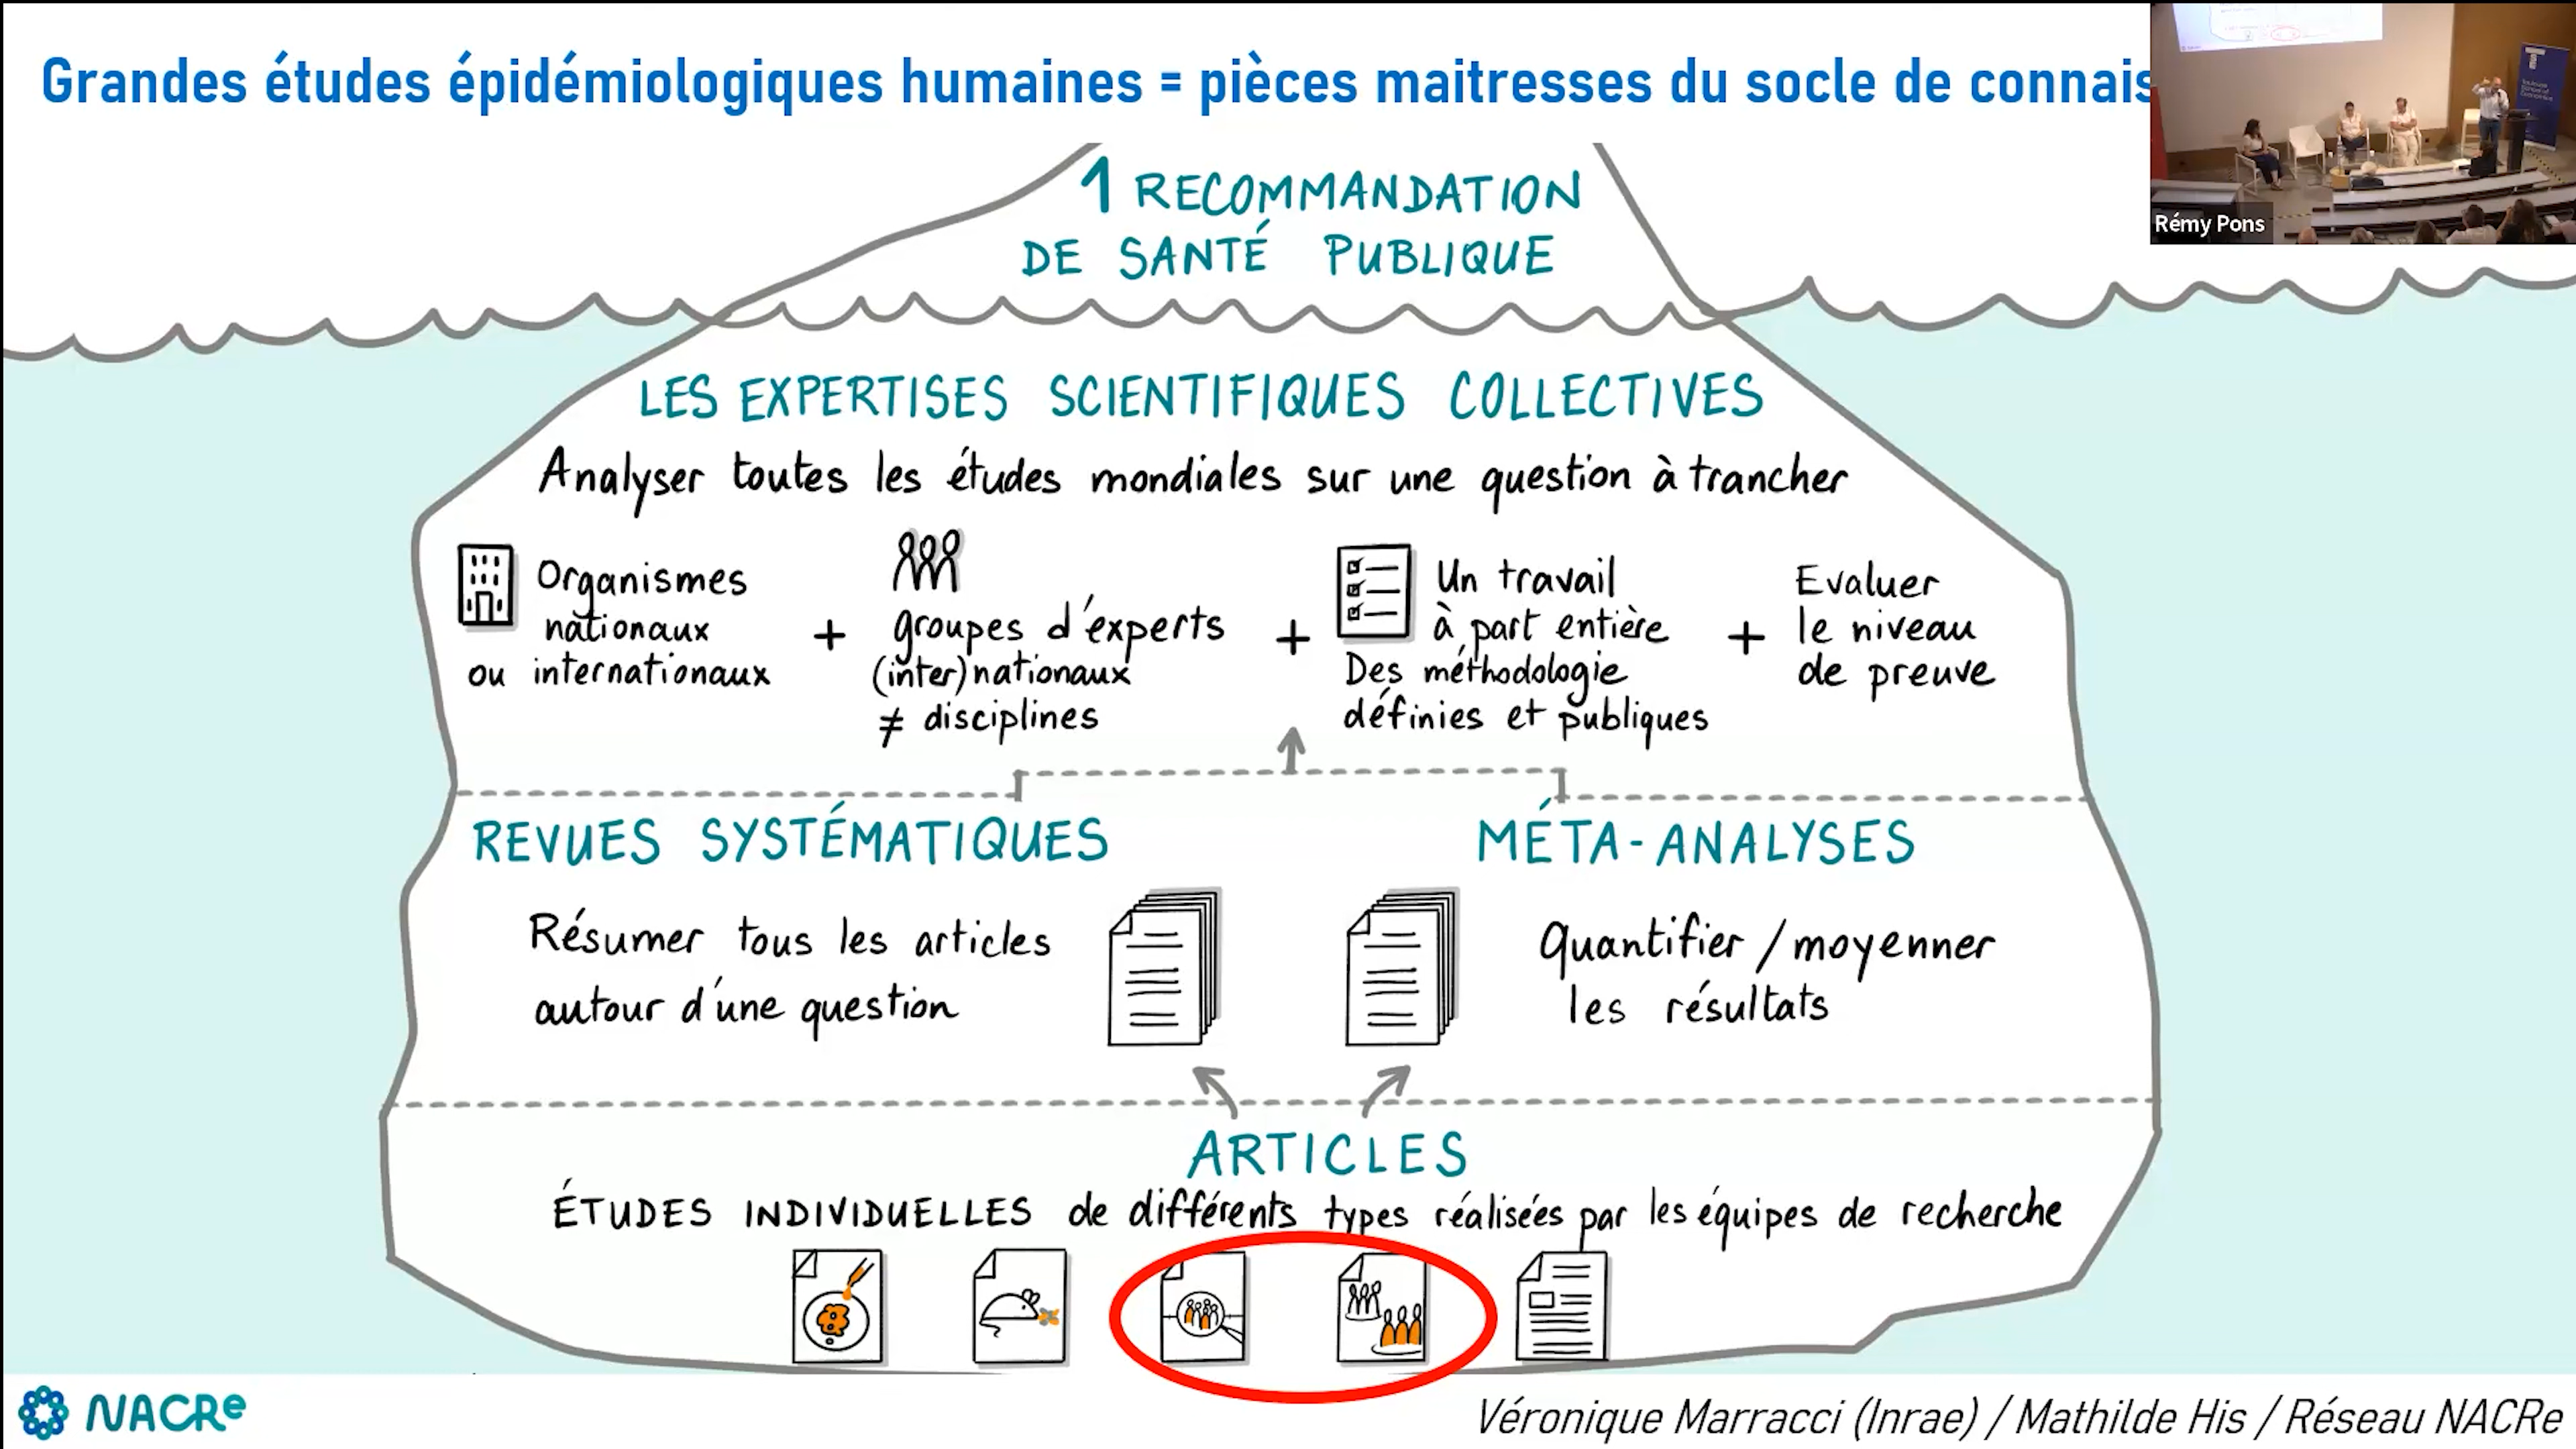 Grandes études épidémiologiques humaines = pièces maitresses du socle de connais
Rémy Pons
1 RECOMMANDATION
DE SANTÉ PUBLIQUE
LES EXPERTISES SCIENTIFIQUES COLLECTIVES
Analyser toutes les études mondiales sur une question à trancher
Organismes
nationaux
ou internationaux
+
groupes d'experts
(inter)nationaux
≠ disciplines
+
Un travail
à part entière
Des méthodologie
définies et publiques
+
Evaluer
le niveau
de preuve
REVUES SYSTÉMATIQUES
Résumer tous les articles
autour d'une question
MÉTA-ANALYSES
Quantifier / moyenner
les résultats
ARTICLES
ÉTUDES INDIVIDUELLES de différents types réalisées par les équipes de recherche
NACRe
Véronique Marracci (Inrae) / Mathilde His / Réseau NACRe